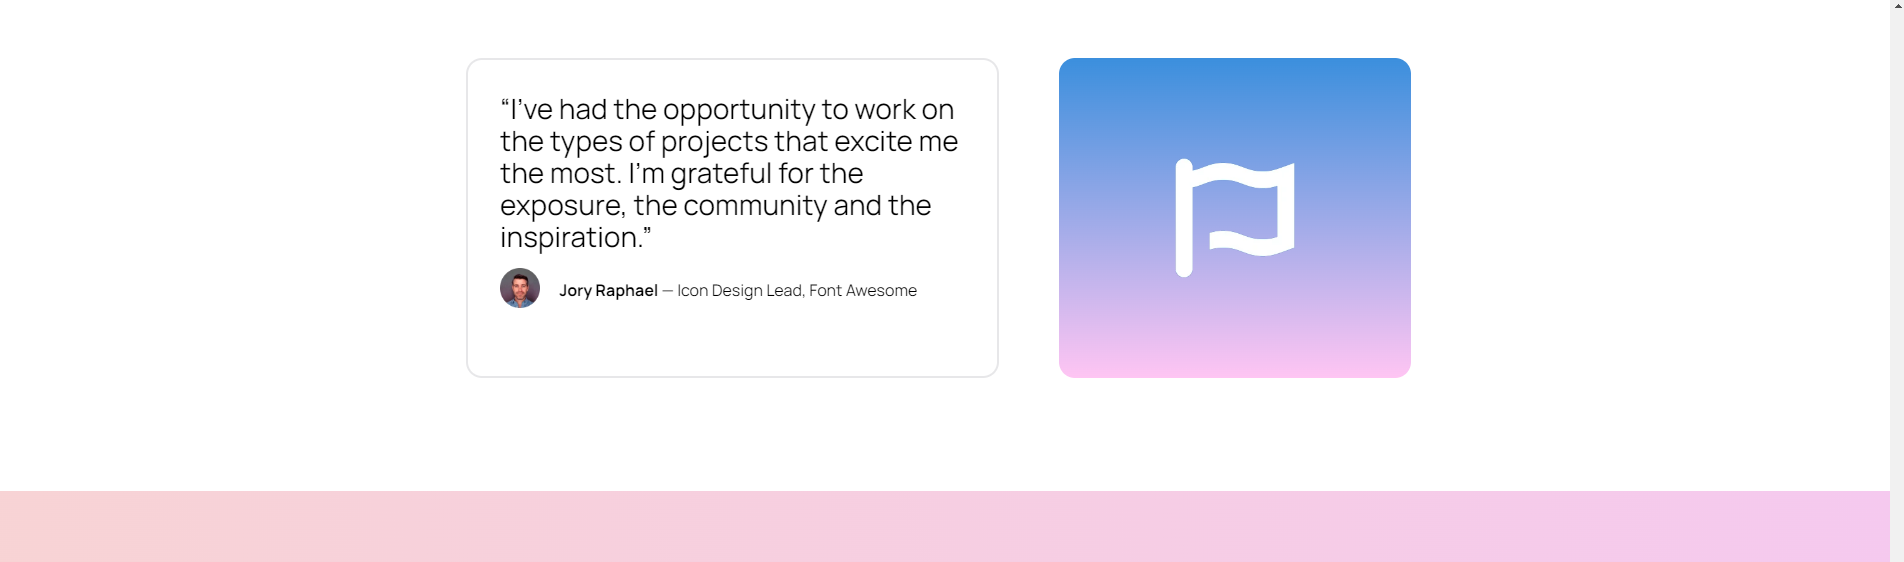 “I’ve had the opportunity to work on
the types of projects that excite me
the most. I’m grateful for the
exposure, the community and the
inspiration.”
Jory Raphael — Icon Design Lead, Font Awesome